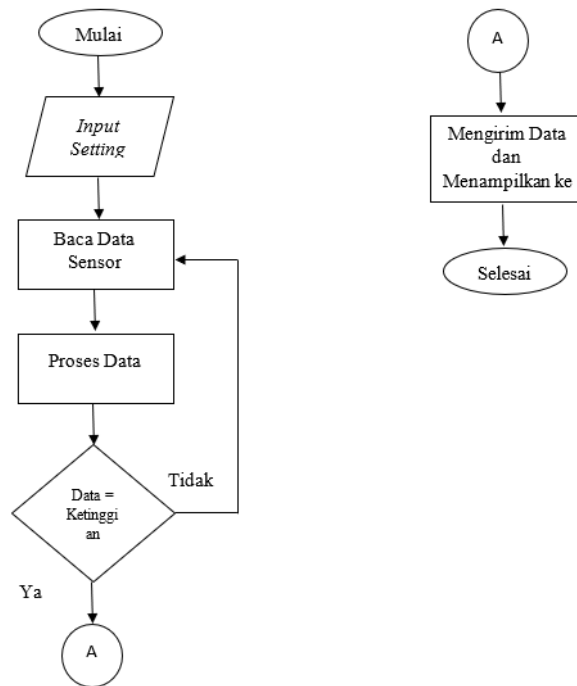 Mulai
Input
Setting
Baca Data
Sensor
Proses Data
Data =
Ketinggi
an
Tidak
Ya
A
A
Mengirim Data
dan
Menampilkan ke
Selesai